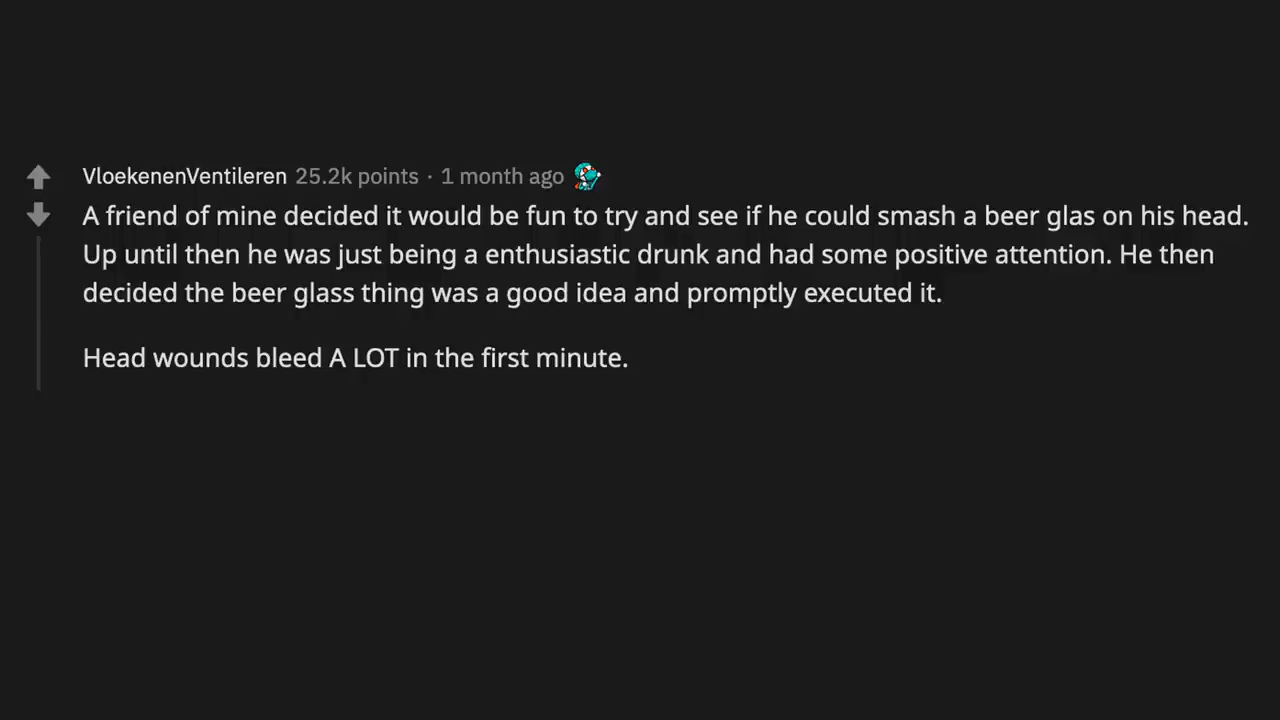 VloekenenVentileren 25.2k points · 1 month ago
A friend of mine decided it would be fun to try and see if he could smash a beer glas on his head.
Up until then he was just being a enthusiastic drunk and had some positive attention. He then
decided the beer glass thing was a good idea and promptly executed it.
Head wounds bleed A LOT in the first minute.